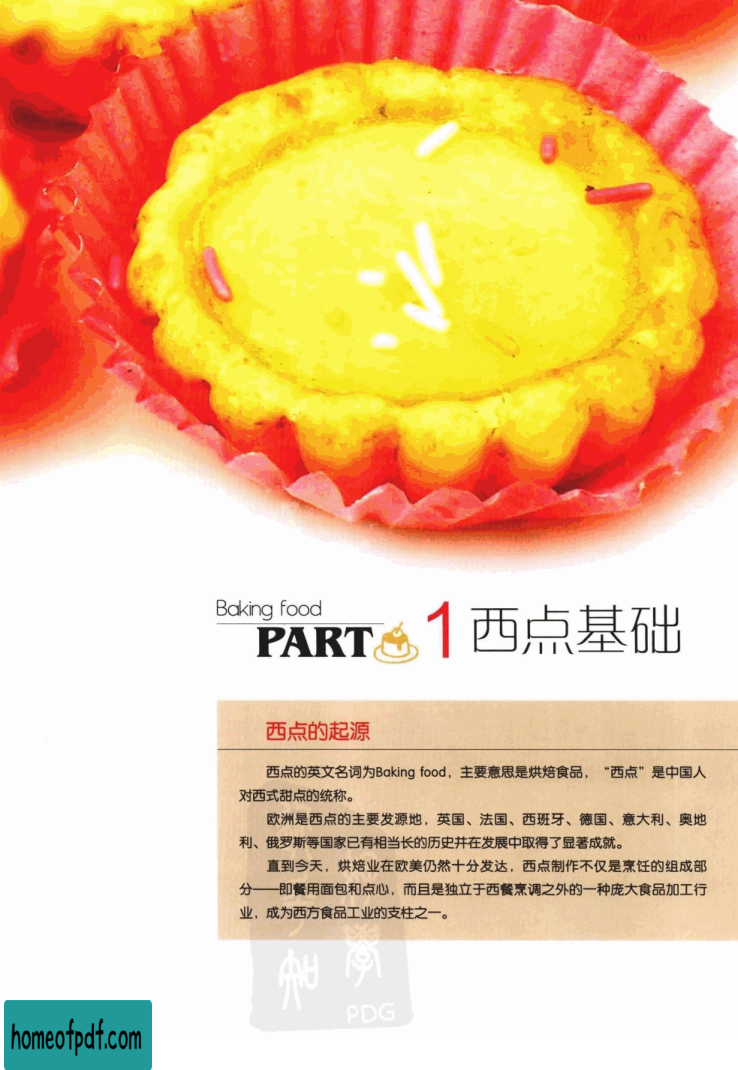 Baking food
PART 1 西点基础
西点的起源
西点的英文名词为Baking food，主要意思是烘焙食品，“西点”是中国人
对西式甜点的统称。
欧洲是西点的主要发源地，英国、法国、西班牙、德国、意大利、奥地
利、俄罗斯等国家已有相当长的历史并在发展中取得了显著成就。
直到今天，烘焙业在欧美仍然十分发达，西点制作不仅是烹饪的组成部
分——即餐用面包和点心，而且是独立于西餐烹调之外的一种庞大食品加工行
业，成为西方食品工业的支柱之一。
PDG
homeofpdf.com